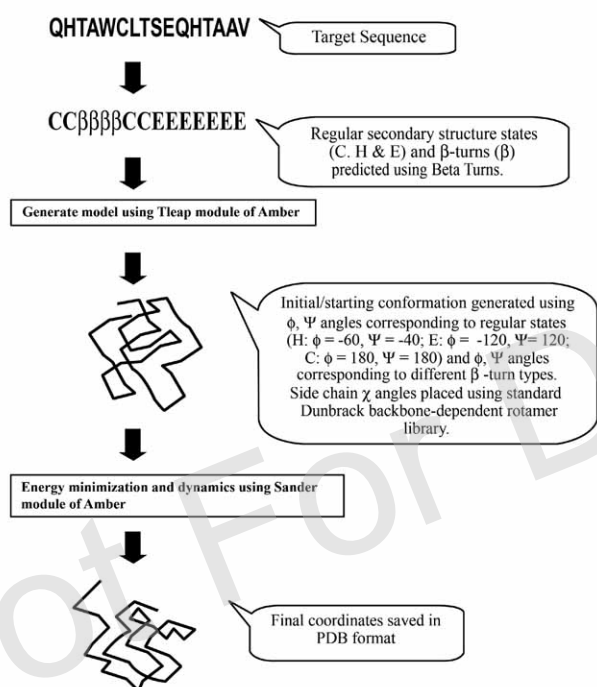 QHTAWCLTSEQHTAAV
Target Sequence
CCββββCCEEEEEEEE
Regular secondary structure states
(C. H & E) and β-turns (β)
predicted using Beta Turns.
Generate model using Tleap module of Amber
Initial/starting conformation generated using
ϕ, Ψ angles corresponding to regular states
(H: ϕ = -60, Ψ = -40; E: ϕ = -120, Ψ= 120;
C: ϕ = 180, Ψ = 180) and ϕ, Ψ angles
corresponding to different β -turn types.
Side chain χ angles placed using standard
Dunbrack backbone-dependent rotamer
library.
Energy minimization and dynamics using Sander
module of Amber
Final coordinates saved in
PDB format
ot For D